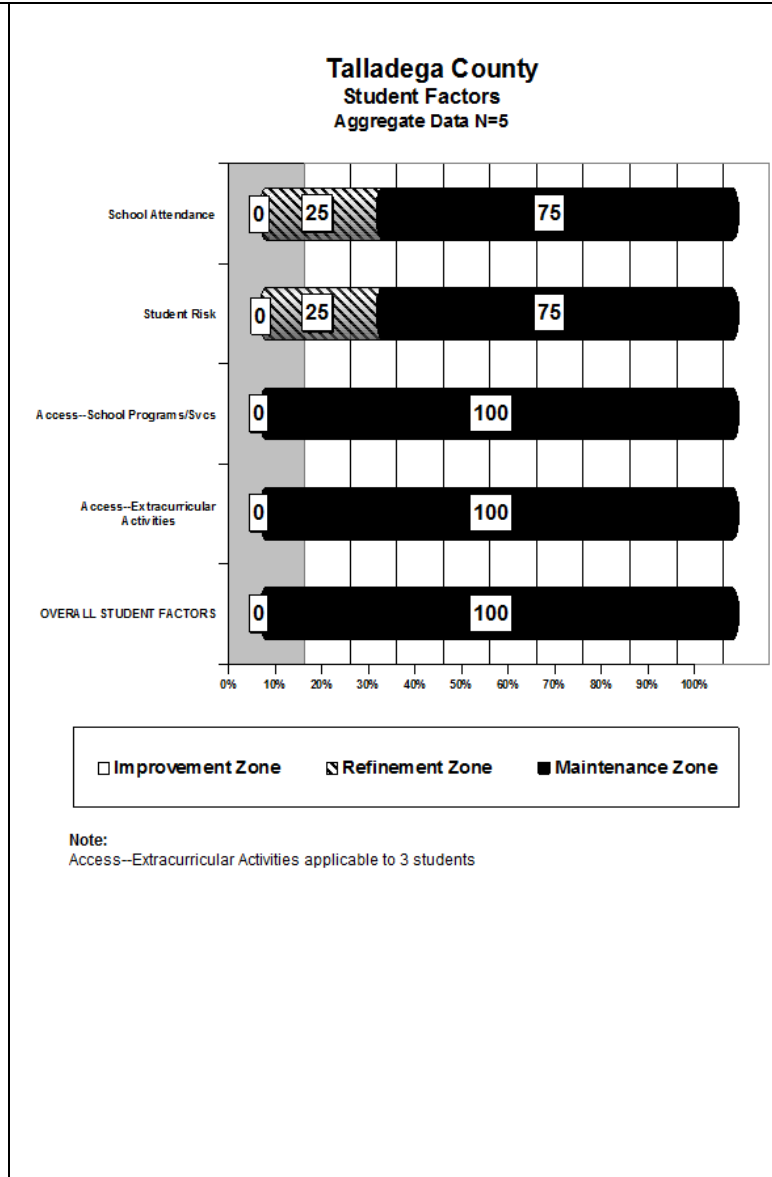 Talladega County
Student Factors
Aggregate Data N=5
School Attendance
0
25
75
Student Risk
0
25
75
Access--School Programs/Svcs
0
100
Access--Extracurricular
Activities
0
100
OVERALL STUDENT FACTORS
0
100
0% 10% 20% 30% 40% 50% 60% 70% 80% 90% 100%
Improvement Zone Refinement Zone Maintenance Zone
Note:
Access--Extracurricular Activities applicable to 3 students